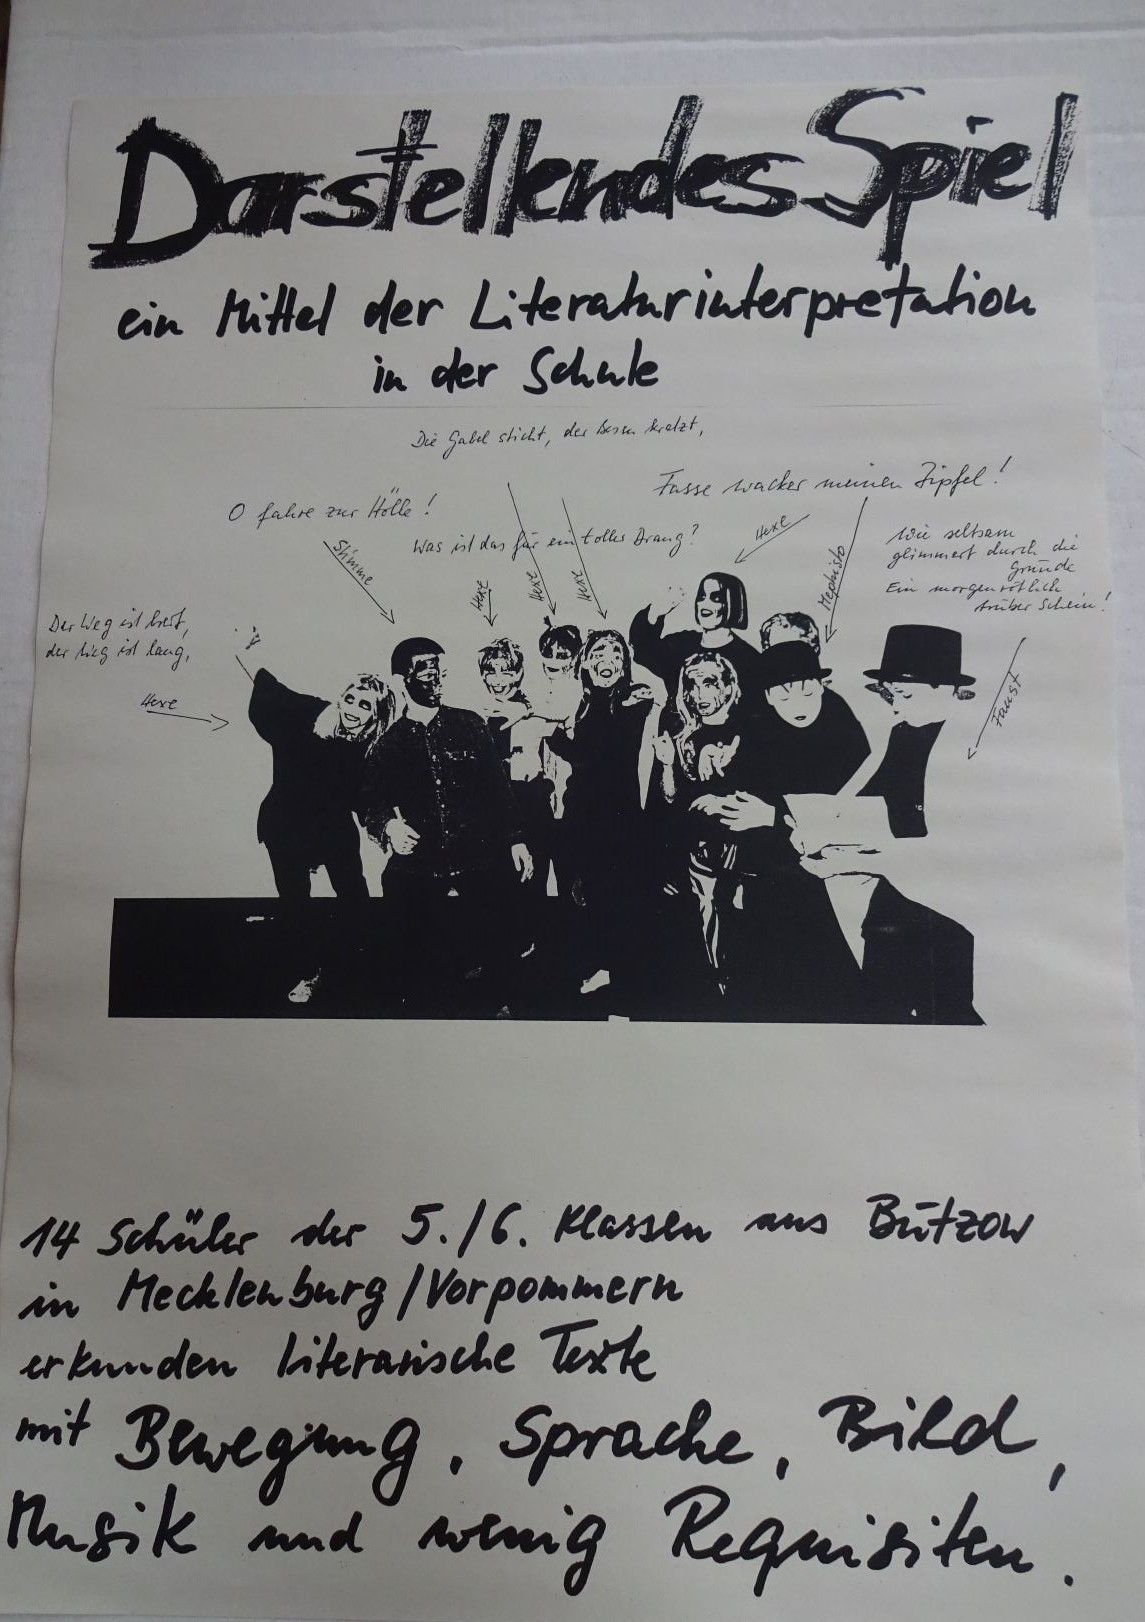 Darstellendes Spiel
ein Mittel der Literaturinterpretation
in der Schule
Die Gabel sticht, der Besen kratzt,
Fasse wacker meinen Zipfel!
O fahre zur Hölle!
Was ist das für ein toller Drang?
Hexe
Wie seltsam
glimmert durch die
Gründe
Ein morgenrötlich
trüber Schein!
Stimme
Hexe
Hexe
Hexe
Mephisto
Der Weg ist breit,
der Weg ist lang,
Hexe
Faust
14 Schüler der 5./6. Klassen aus Bützow
in Mecklenburg/Vorpommern
erkunden literarische Texte
mit Bewegung, Sprache, Bild,
Musik und wenig Requisiten.